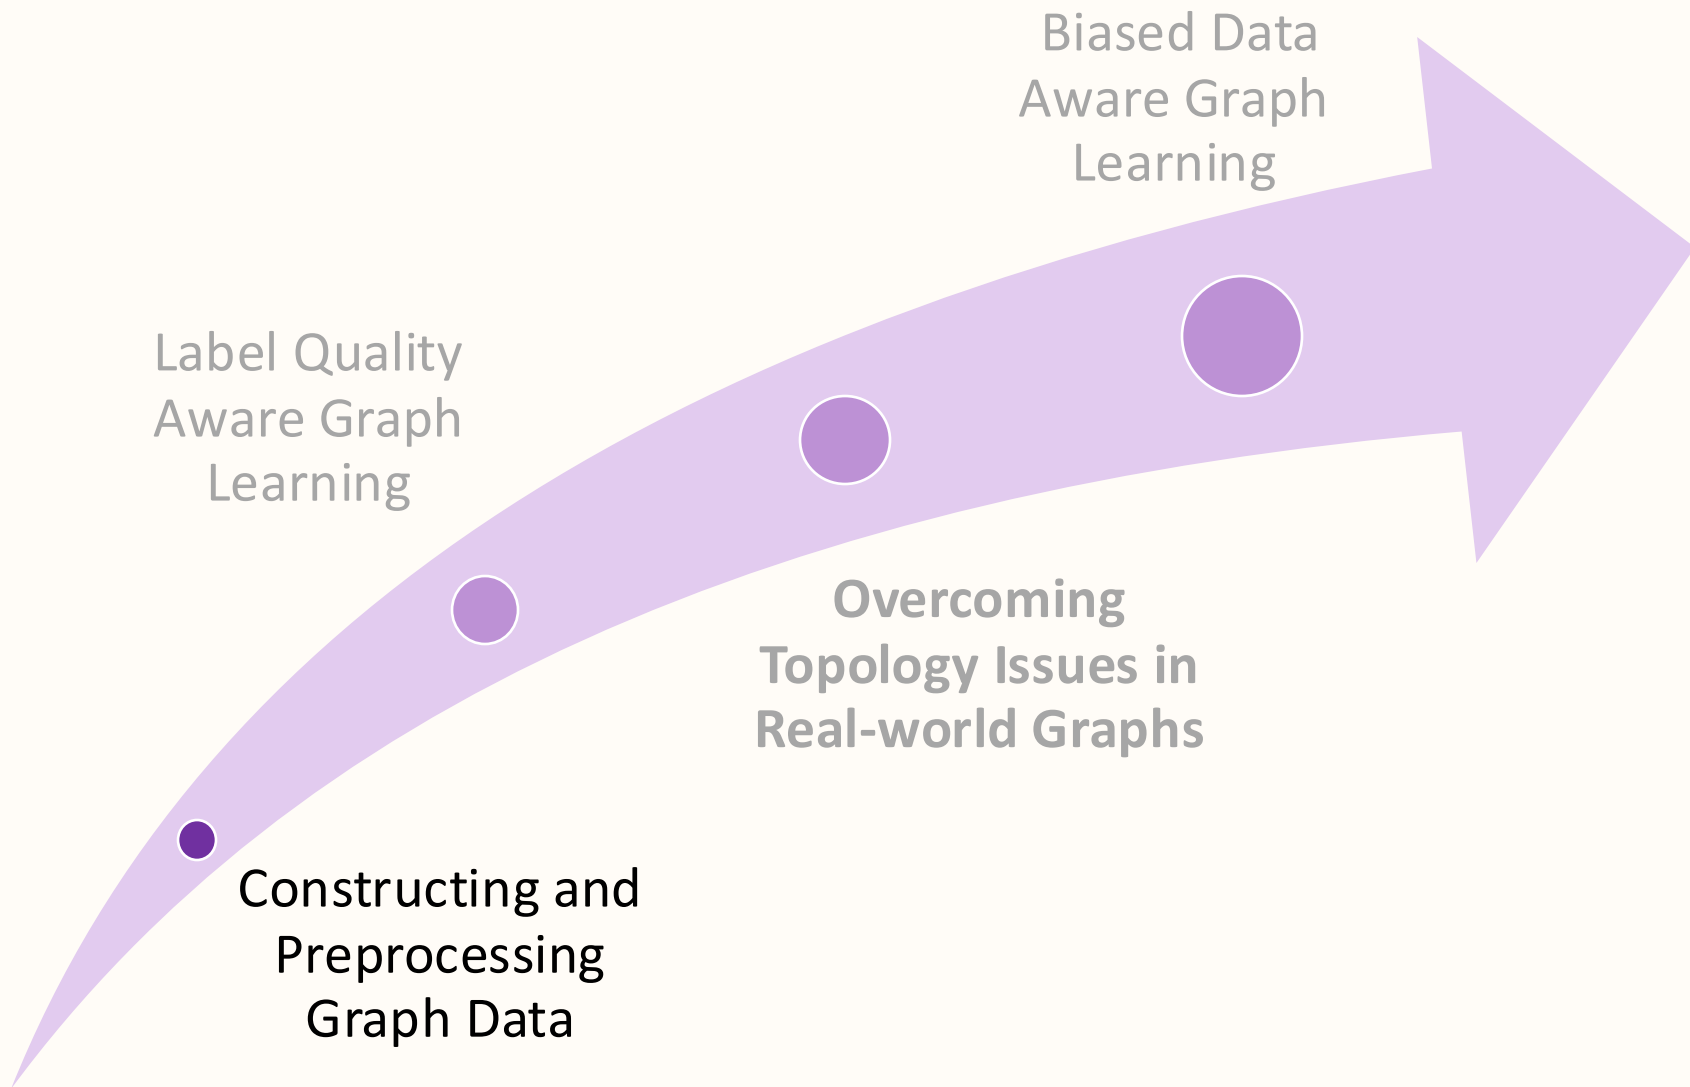 Biased Data
Aware Graph
Learning
Label Quality
Aware Graph
Learning
Overcoming
Topology Issues in
Real-world Graphs
Constructing and
Preprocessing
Graph Data